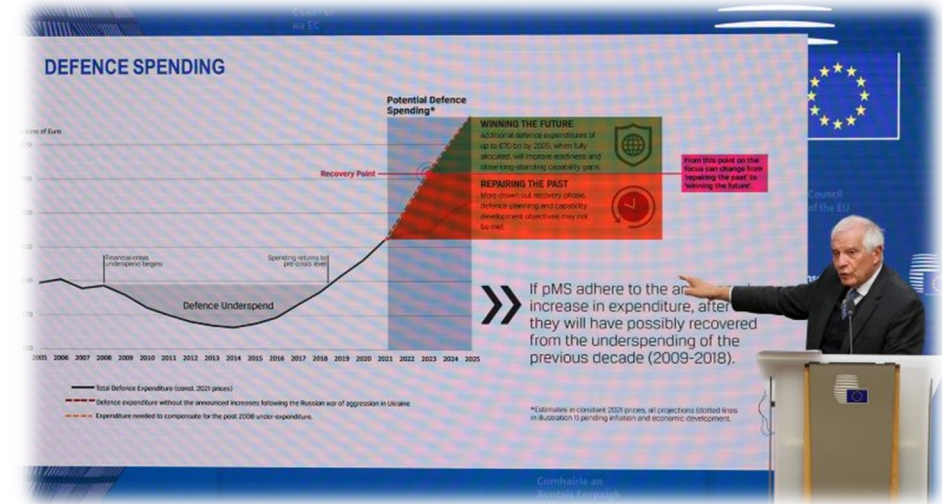 DEFENCE SPENDING
Potential Defence
Spending*
of Euro
WINNING THE FUTURE
Additional defence expenditures of
up to €70 bn by 2025, when fully
allocated, will improve readiness and
close long-standing capability gaps.
Recovery Point
From this point on the
focus can change from
'repairing the past' to
'winning the future'.
REPAIRING THE PAST
More drawn out recovery phase,
defence planning and capability
development objectives may not
be met.
Council
of the EU
Financial crisis
underspend begins
Spending returns to
pre-crisis level
Defence Underspend
If pMS adhere to the
increase in expenditure, after
they will have possibly recovered
from the underspending of the
previous decade (2009-2018).
2005 2006 2007 2008 2009 2010 2011 2012 2013 2014 2015 2016 2017 2018 2019 2020 2021 2022 2023 2024 2025
Total Defence Expenditure (const. 2021 prices)
Defence expenditure without the announced increases following the Russian war of aggression in Ukraine
Expenditure needed to compensate for the post 2008 under-expenditure.
*Estimates in constant 2021 prices, all projections (dotted lines
in illustration 1) pending inflation and economic development.
Comhairle an
Aontais Eorpaigh